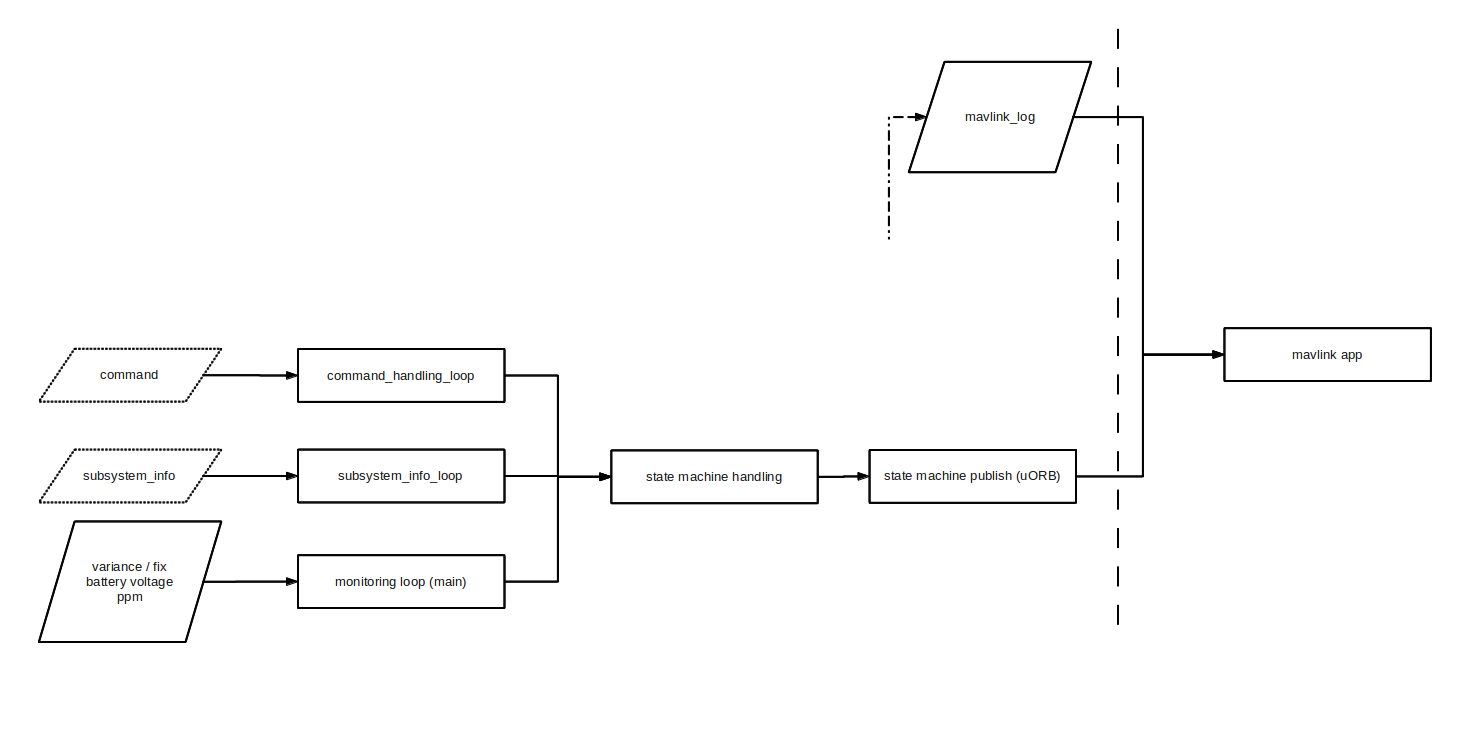 mavlink_log
mavlink app
command
command_handling_loop
subsystem_info
subsystem_info_loop
state machine handling
state machine publish (uORB)
variance / fix
battery voltage
ppm
monitoring loop (main)